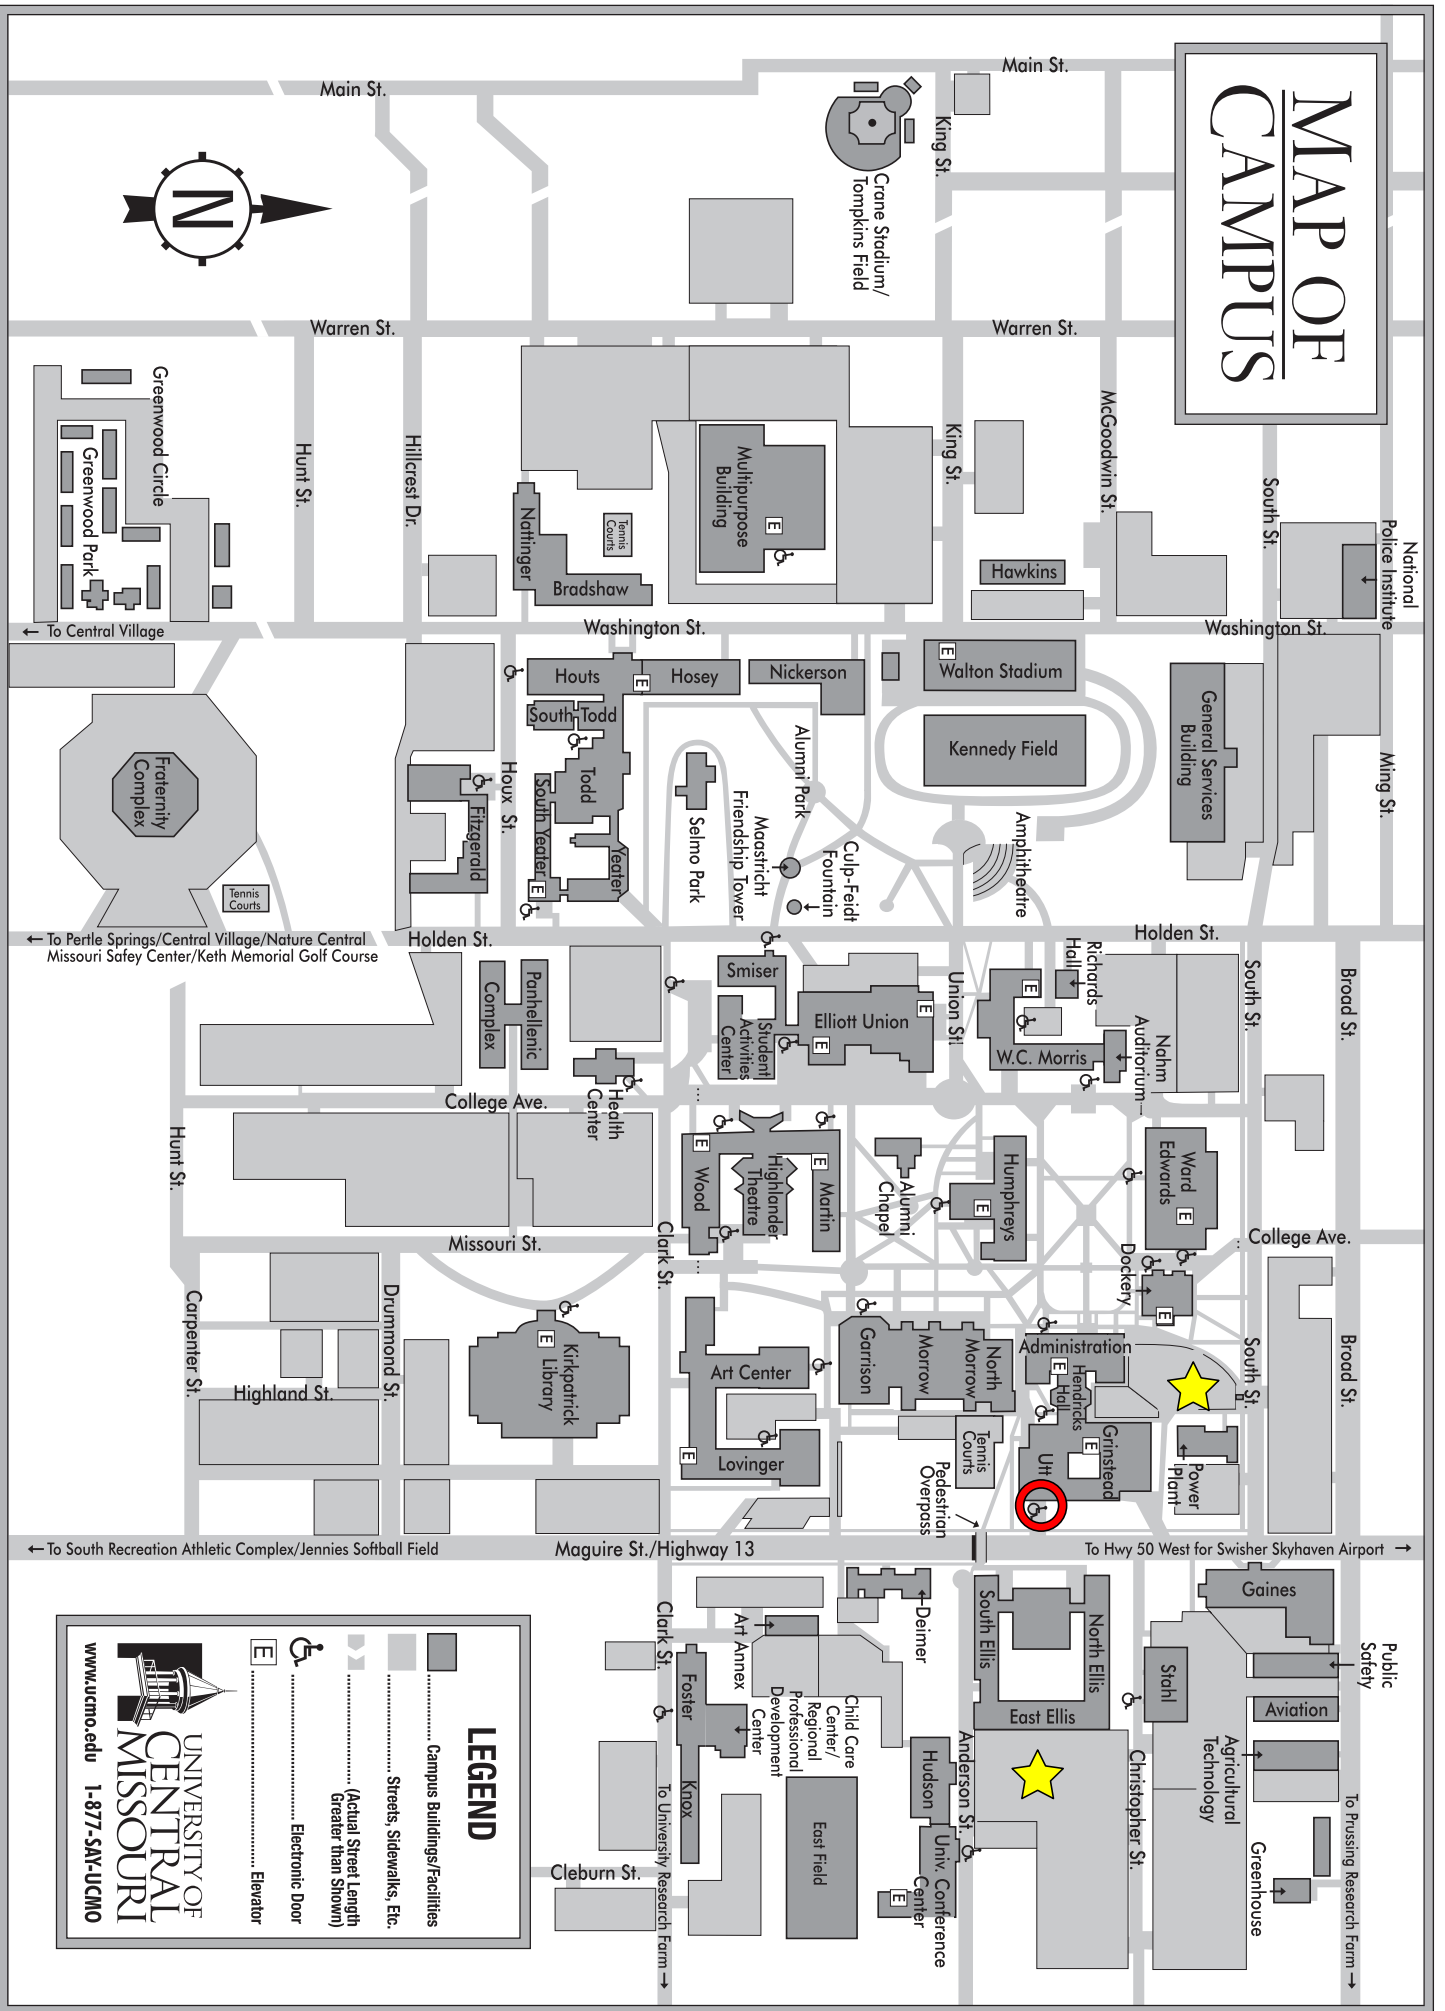 MAP OF
CAMPUS
Main St.
Main St.
King St.
Crane Stadium/
Tompkins Field
N
Warren St.
Warren St.
Greenwood Circle
Greenwood Park
Hunt St.
Hillcrest Dr.
Nattinger
Bradshaw
Tennis
Courts
Multipurpose
Building
E
King St.
McGoodwin St.
Hawkins
South St.
National
Police Institute
← To Central Village
Washington St.
Washington St.
Houts
E
Hosey
Nickerson
E
Walton Stadium
South Todd
Todd
South Yeater
Yeater
E
Houx St.
Fitzgerald
Fraternity
Complex
Tennis
Courts
Selmo Park
Maastricht
Friendship Tower
Alumni Park
Culp-Feidt
Fountain
Kennedy Field
Amphitheatre
General Services
Building
Ming St.
← To Pertle Springs/Central Village/Nature Central
Missouri Safey Center/Keth Memorial Golf Course
Holden St.
Holden St.
Panhellenic
Complex
Smiser
Student
Activities
Center
Elliott Union
E
E
Union St.
Richards
Hall
E
W.C. Morris
Nahm
Auditorium
South St.
Broad St.
Health
Center
College Ave.
Hunt St.
E
Wood
Highlander
Theatre
E
Martin
Alumni
Chapel
Humphreys
E
Ward
Edwards
E
Missouri St.
Clark St.
College Ave.
Dockery
E
Carpenter St.
Drummond St.
Highland St.
E
Kirkpatrick
Library
Art Center
Lovinger
E
Garrison
Morrow
North
Morrow
Administration
E
Hendricks
Hall
Grinstead
E
Utt
Tennis
Courts
Power
Plant
South St.
Broad St.
Pedestrian
Overpass
← To South Recreation Athletic Complex/Jennies Softball Field
Maguire St./Highway 13
To Hwy 50 West for Swisher Skyhaven Airport →
Clark St.
Art Annex
Deimer
South Ellis
North Ellis
East Ellis
Gaines
Stahl
Public
Safety
Aviation
Agricultural
Technology
Greenhouse
To Prussing Research Farm →
Foster
Knox
Child Care
Center/
Regional
Professional
Development
Center
East Field
Hudson
Anderson St.
Univ. Conference
Center
E
Christopher St.
Cleburn St.
To University Research Farm →
LEGEND
Campus Buildings/Facilities
Streets, Sidewalks, Etc.
(Actual Street Length
Greater than Shown)
Electronic Door
E Elevator
UNIVERSITY OF
CENTRAL
MISSOURI
www.ucmo.edu 1-877-SAY-UCMO